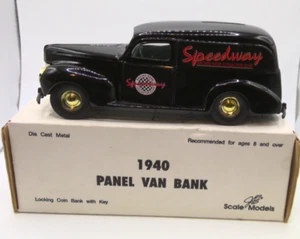 Speedway
Speedway
Die Cast Metal
Recommended for ages 8 and over
1940
PANEL VAN BANK
Locking Coin Bank with Key
Scale Models